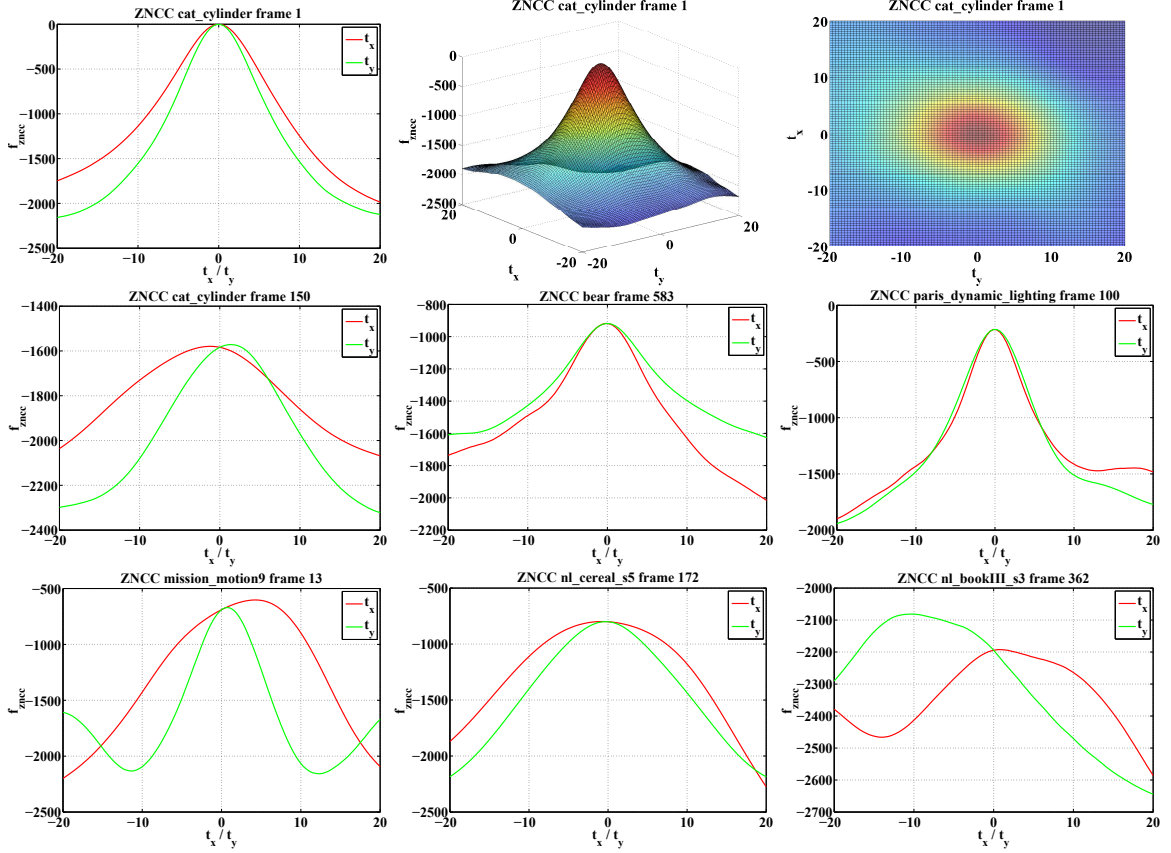 ZNCC cat_cylinder frame 1
0
−500
−1000
−1500
−2000
−2500
−20
−10
0
10
20
f_zncc
t_x / t_y
t_x
t_y
ZNCC cat_cylinder frame 1
0
−500
−1000
−1500
−2000
−2500
20
0
−20
−20
0
20
f_zncc
t_x
t_y
ZNCC cat_cylinder frame 1
20
10
0
-10
-20
-20
-10
0
10
20
t_x
t_y
ZNCC cat_cylinder frame 150
−1400
−1600
−1800
−2000
−2200
−2400
−20
−10
0
10
20
f_zncc
t_x / t_y
t_x
t_y
ZNCC bear frame 583
−800
−1000
−1200
−1400
−1600
−1800
−2000
−2200
−20
−10
0
10
20
f_zncc
t_x / t_y
t_x
t_y
ZNCC paris_dynamic_lighting frame 100
0
−500
−1000
−1500
−2000
−20
−10
0
10
20
f_zncc
t_x / t_y
t_x
t_y
ZNCC mission_motion9 frame 13
−500
−1000
−1500
−2000
−2500
−20
−10
0
10
20
f_zncc
t_x / t_y
t_x
t_y
ZNCC nl_cereal_s5 frame 172
−500
−1000
−1500
−2000
−2500
−20
−10
0
10
20
f_zncc
t_x / t_y
t_x
t_y
ZNCC nl_bookIII_s3 frame 362
−2000
−2100
−2200
−2300
−2400
−2500
−2600
−2700
−20
−10
0
10
20
f_zncc
t_x / t_y
t_x
t_y